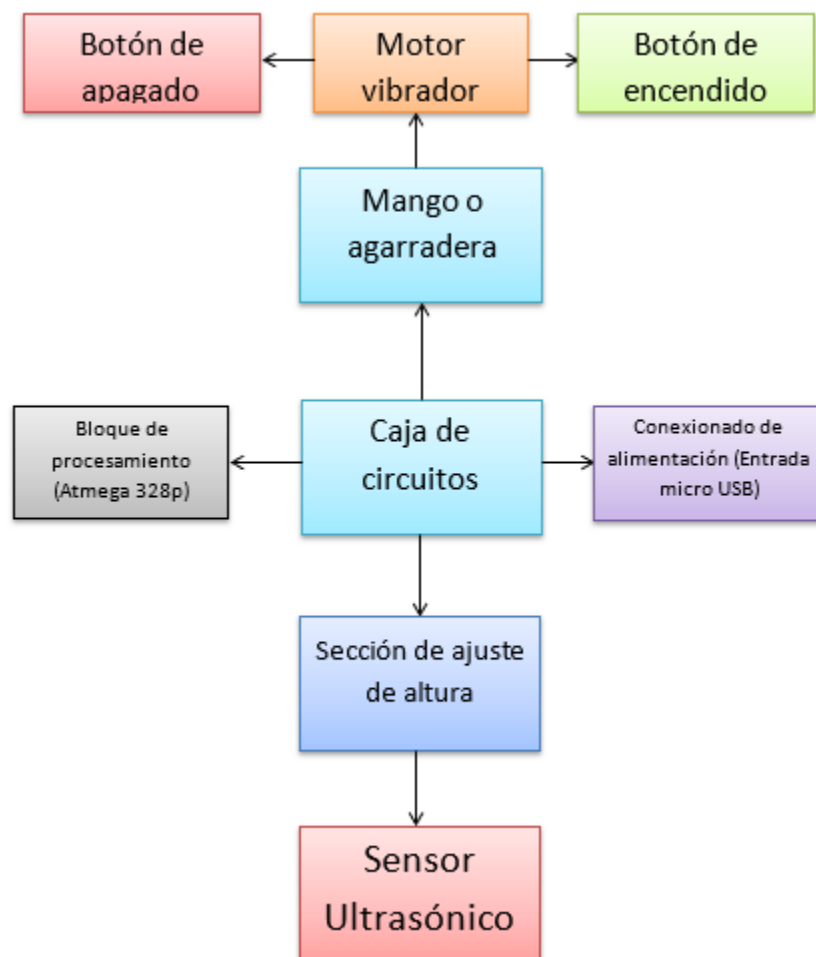 Botón de
apagado
Motor
vibrador
Botón de
encendido
Mango o
agarradera
Bloque de
procesamiento
(Atmega 328p)
Caja de
circuitos
Conexionado de
alimentación (Entrada
micro USB)
Sección de ajuste
de altura
Sensor
Ultrasónico